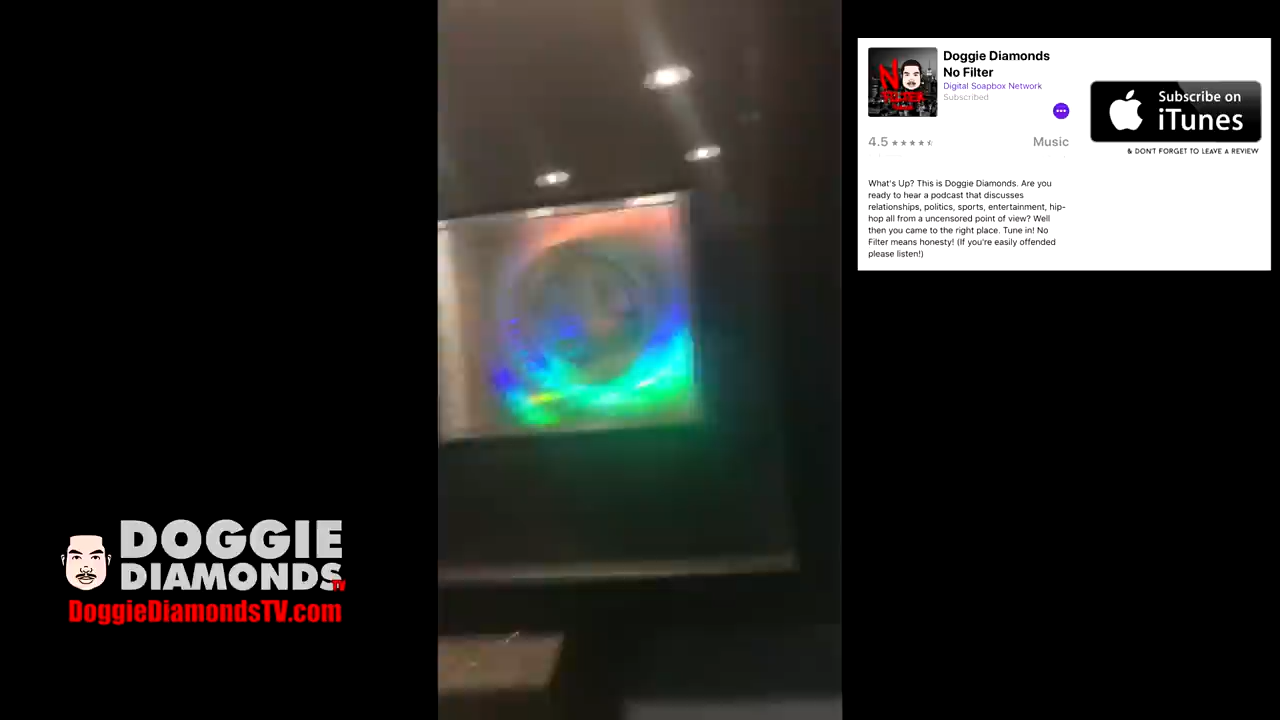 Doggie Diamonds
No Filter
Digital Soapbox Network
Subscribed
4.5
Music
What's Up? This is Doggie Diamonds. Are you
ready to hear a podcast that discusses
relationships, politics, sports, entertainment, hip-
hop all from a uncensored point of view? Well
then you came to the right place. Tune in! No
Filter means honesty! (If you're easily offended
please listen!)
Subscribe on
iTunes
& DON'T FORGET TO LEAVE A REVIEW
DOGGIE
DIAMONDS TV
DoggieDiamondsTV.com